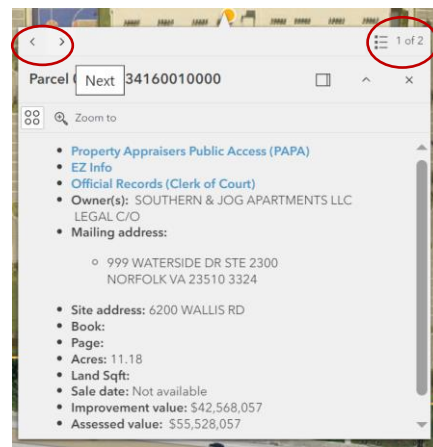 1 of 2
Parcel Next 34160010000
Zoom to
Property Appraisers Public Access (PAPA)
EZ Info
Official Records (Clerk of Court)
Owner(s): SOUTHERN & JOG APARTMENTS LLC
LEGAL C/O
Mailing address:
999 WATERSIDE DR STE 2300
NORFOLK VA 23510 3324
Site address: 6200 WALLIS RD
Book:
Page:
Acres: 11.18
Land Sqft:
Sale date: Not available
Improvement value: $42,568,057
Assessed value: $55,528,057